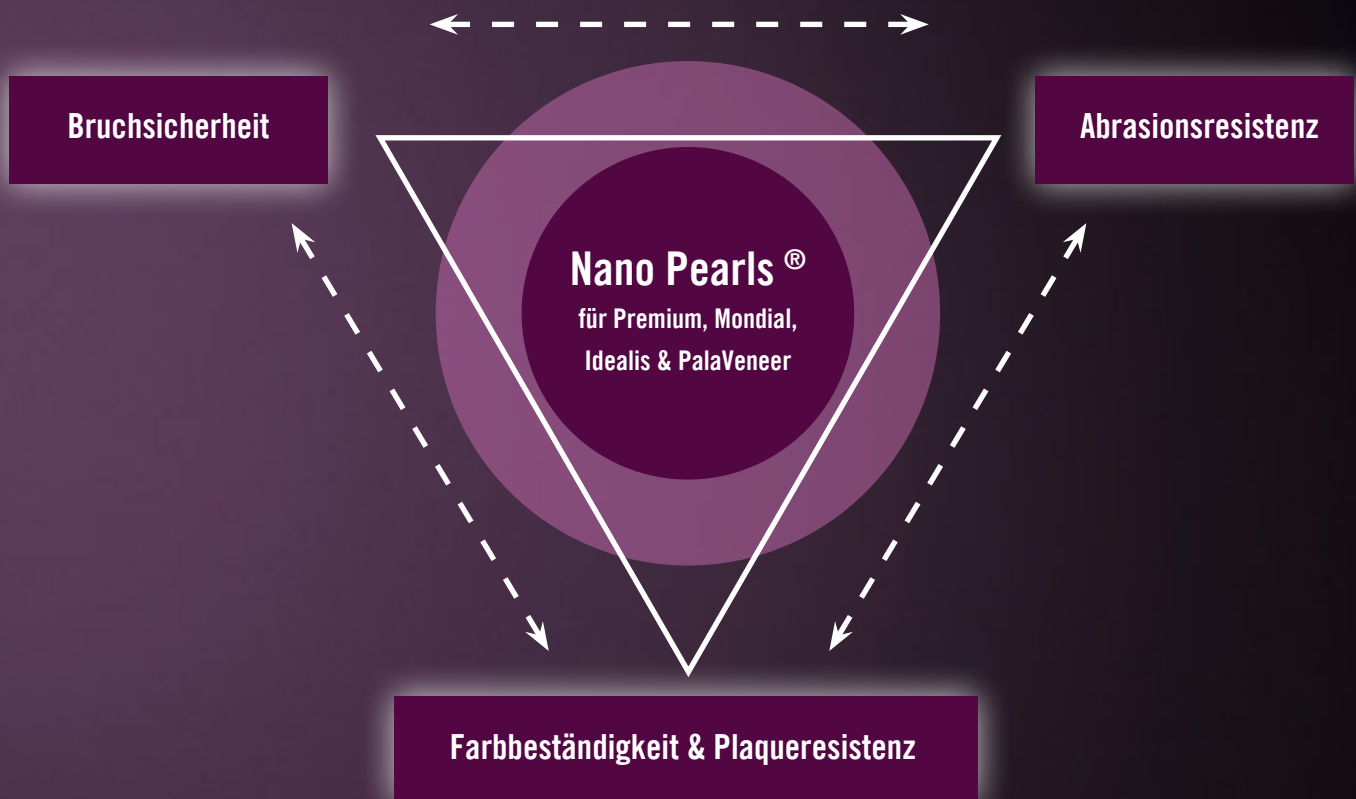 Bruchsicherheit
Abrasionsresistenz
Nano Pearls ®
für Premium, Mondial,
Idealis & PalaVeneer
Farbbeständigkeit & Plaqueresistenz